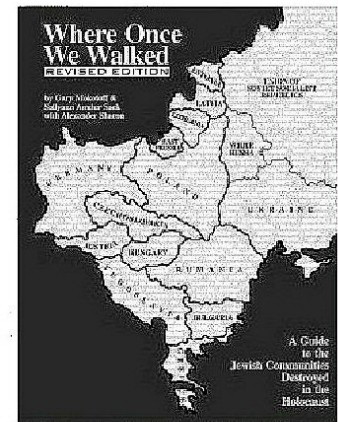 Where Once
We Walked
REVISED EDITION
by Gary Mokotoff &
Sallyann Amdur Sack
with Alexander Sharon
ESTONIA
LATVIA
LITHUANIA
EAST
PRUSSIA
UNION OF
SOVIET SOCIALIST
REPUBLICS
WHITE
RUSSIA
GERMANY
POLAND
UKRAINE
CZECHOSLOVAKIA
AUSTRIA
HUNGARY
RUMANIA
YUGOSLAVIA
BULGARIA
A Guide
to the
Jewish Communities
Destroyed
in the
Holocaust